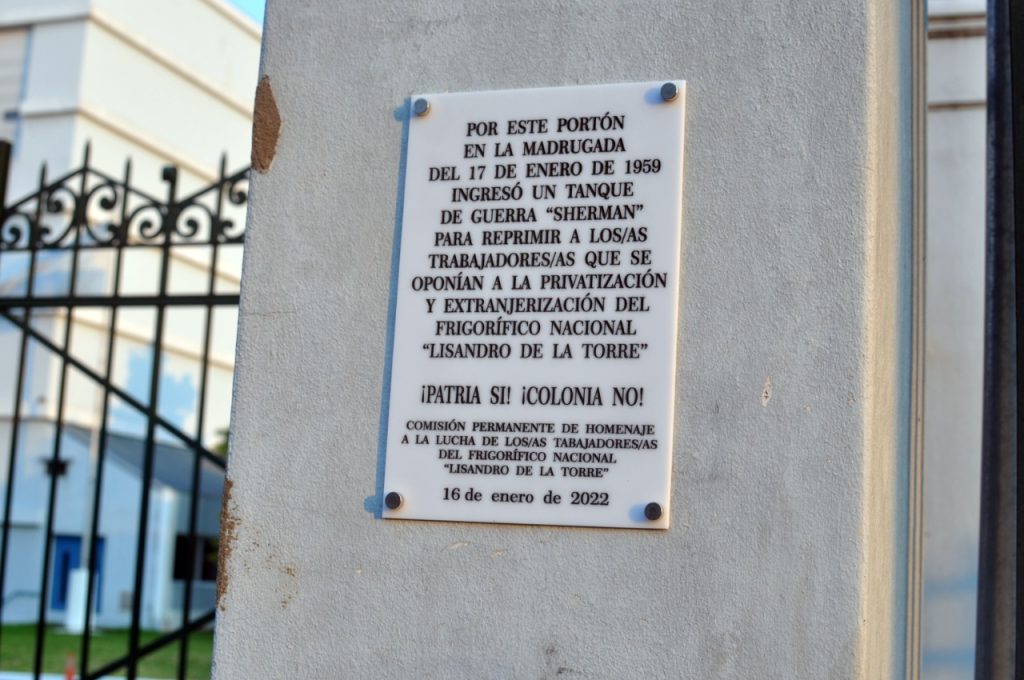 POR ESTE PORTÓN
EN LA MADRUGADA
DEL 17 DE ENERO DE 1959
INGRESÓ UN TANQUE
DE GUERRA “SHERMAN”
PARA REPRIMIR A LOS/AS
TRABAJADORES/AS QUE SE
OPONÍAN A LA PRIVATIZACIÓN
Y EXTRANJERIZACIÓN DEL
FRIGORÍFICO NACIONAL
“LISANDRO DE LA TORRE”
¡PATRIA SI! ¡COLONIA NO!
COMISIÓN PERMANENTE DE HOMENAJE
A LA LUCHA DE LOS/AS TABAJADORES/AS
DEL FRIGORÍFICO NACIONAL
“LISANDRO DE LA TORRE”
16 de enero de 2022